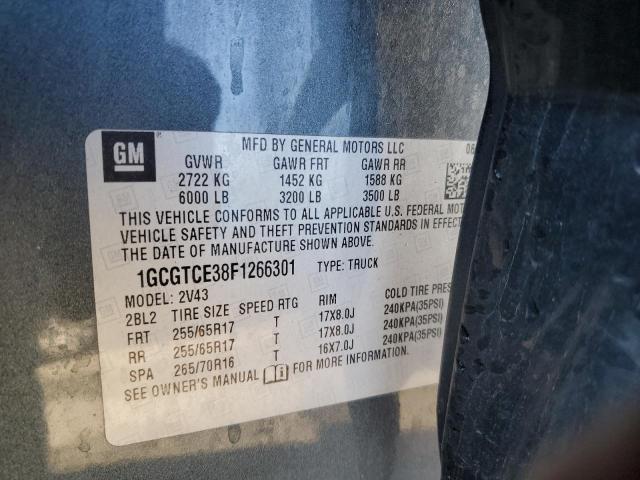 GM
MFD BY GENERAL MOTORS LLC
GVWR GAWR FRT GAWR RR
2722 KG 1452 KG 1588 KG
6000 LB 3200 LB 3500 LB
THIS VEHICLE CONFORMS TO ALL APPLICABLE U.S. FEDERAL
VEHICLE SAFETY AND THEFT PREVENTION STANDARDS IN EFFECT ON
THE DATE OF MANUFACTURE SHOWN ABOVE.
1GCGTCE38F1266301 TYPE: TRUCK
MODEL: 2V43
2BL2 TIRE SIZE SPEED RTG RIM COLD TIRE
FRT 255/65R17 T 17X8.0J 240KPA(35PSI)
RR 255/65R17 T 17X8.0J 240KPA(35PSI)
SPA 265/70R16 T 16X7.0J 240KPA(35PSI)
SEE OWNER'S MANUAL FOR MORE INFORMATION.